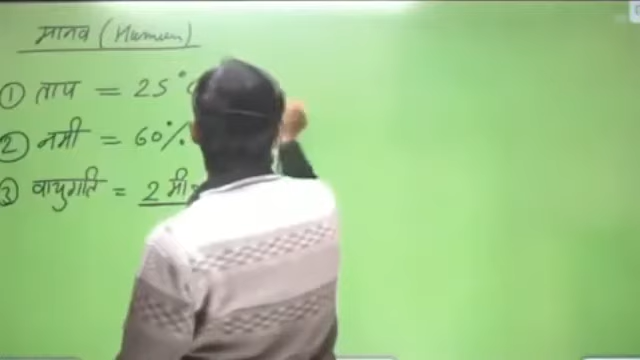 मानव (Human)
① ताप = 25°
② नमी = 60%
③ वायुगति = 2 मी